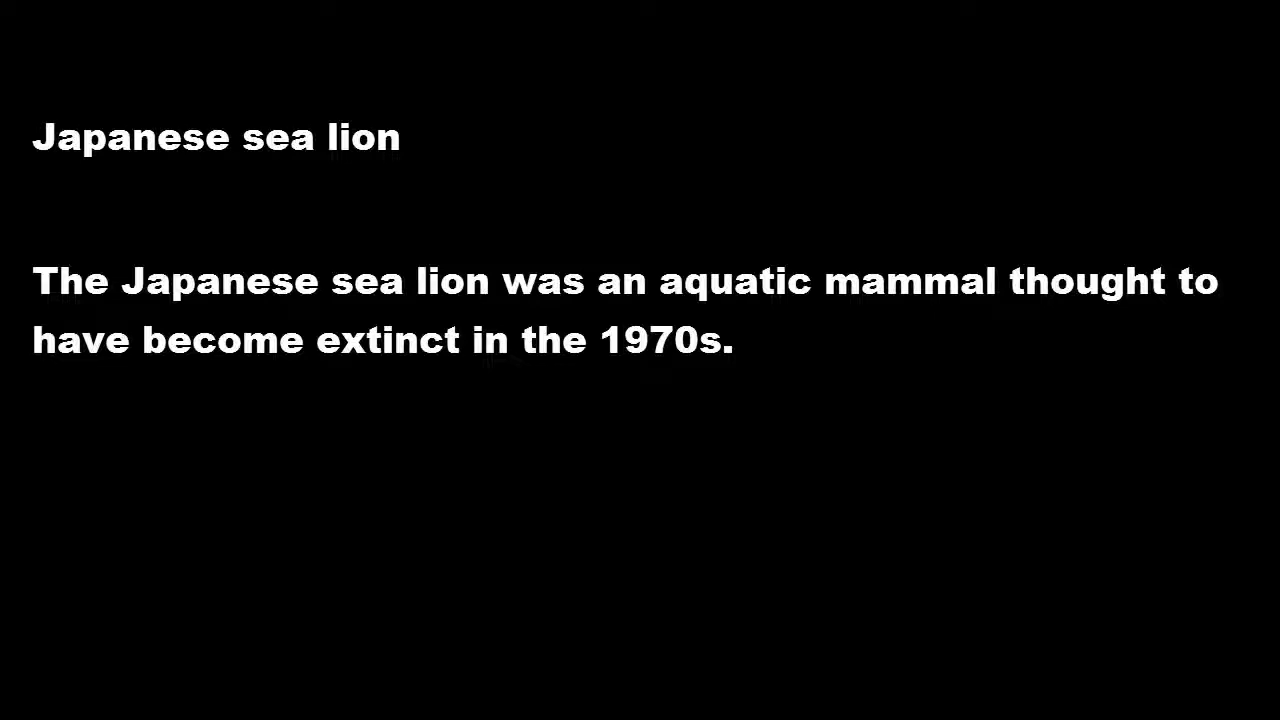 Japanese sea lion
The Japanese sea lion was an aquatic mammal thought to
have become extinct in the 1970s.